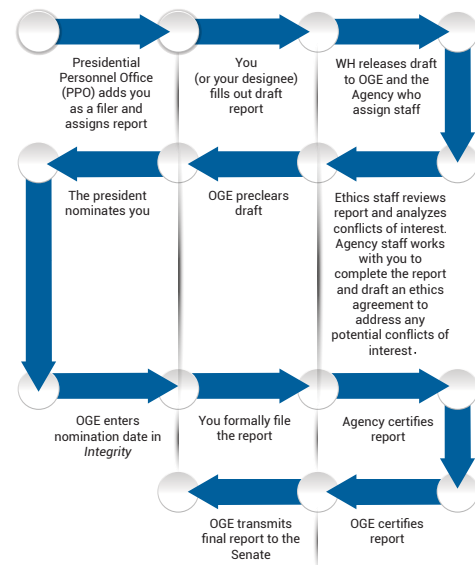 Presidential
Personnel Office
(PPO) adds you
as a filer and
assigns report
You
(or your designee)
fills out draft
report
WH releases draft
to OGE and the
Agency who
assign staff
Ethics staff reviews
report and analyzes
conflicts of interest.
Agency staff works
with you to
complete the report
and draft an ethics
agreement to
address any
potential conflicts of
interest.
OGE preclears
draft
The president
nominates you
OGE enters
nomination date in
Integrity
You formally file
the report
Agency certifies
report
OGE certifies
report
OGE transmits
final report to the
Senate